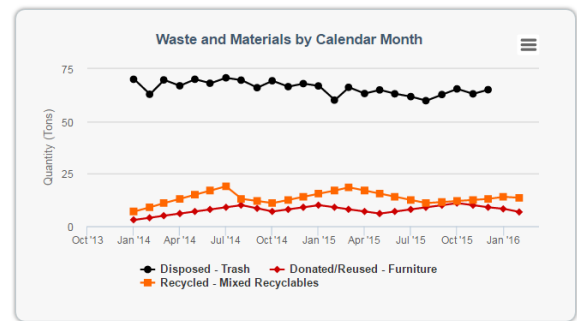 Waste and Materials by Calendar Month
Quantity (Tons)
75
50
25
0
Oct '13 Jan '14 Apr '14 Jul '14 Oct '14 Jan '15 Apr '15 Jul '15 Oct '15 Jan '16
Disposed - Trash Donated/Reused - Furniture
Recycled - Mixed Recyclables